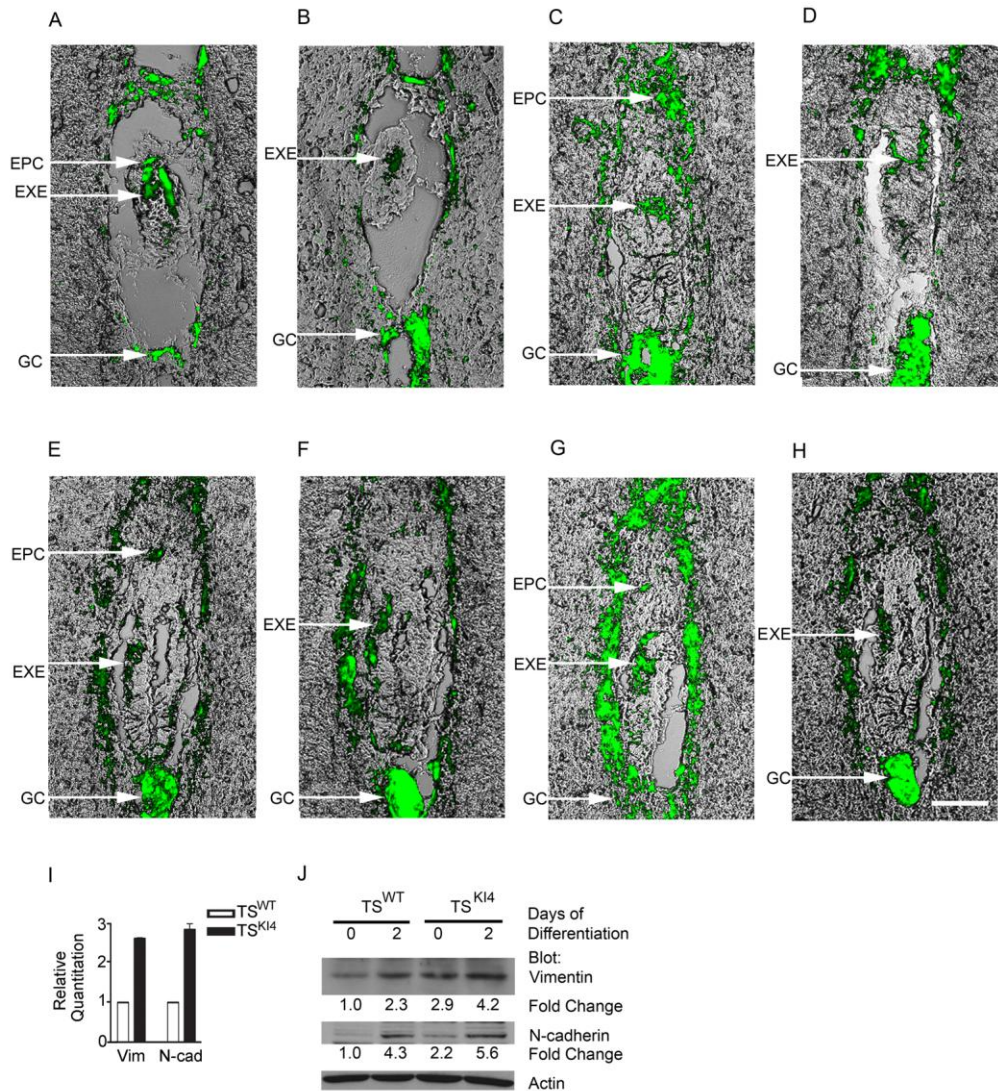 A
B
C
D
EPC
EXE
GC
EXE
GC
EPC
EXE
GC
EXE
GC
E
F
G
H
EPC
EXE
GC
EXE
EPC
EXE
GC
EXE
GC
I
TS^WT
TS^KI4
Relative
Quantitation
3
2
1
0
Vim N-cad
J
TS^WT TS^KI4
0 2 0 2
Days of
Differentiation
Blot:
Vimentin
1.0 2.3 2.9 4.2 Fold Change
N-cadherin
1.0 4.3 2.2 5.6 Fold Change
Actin